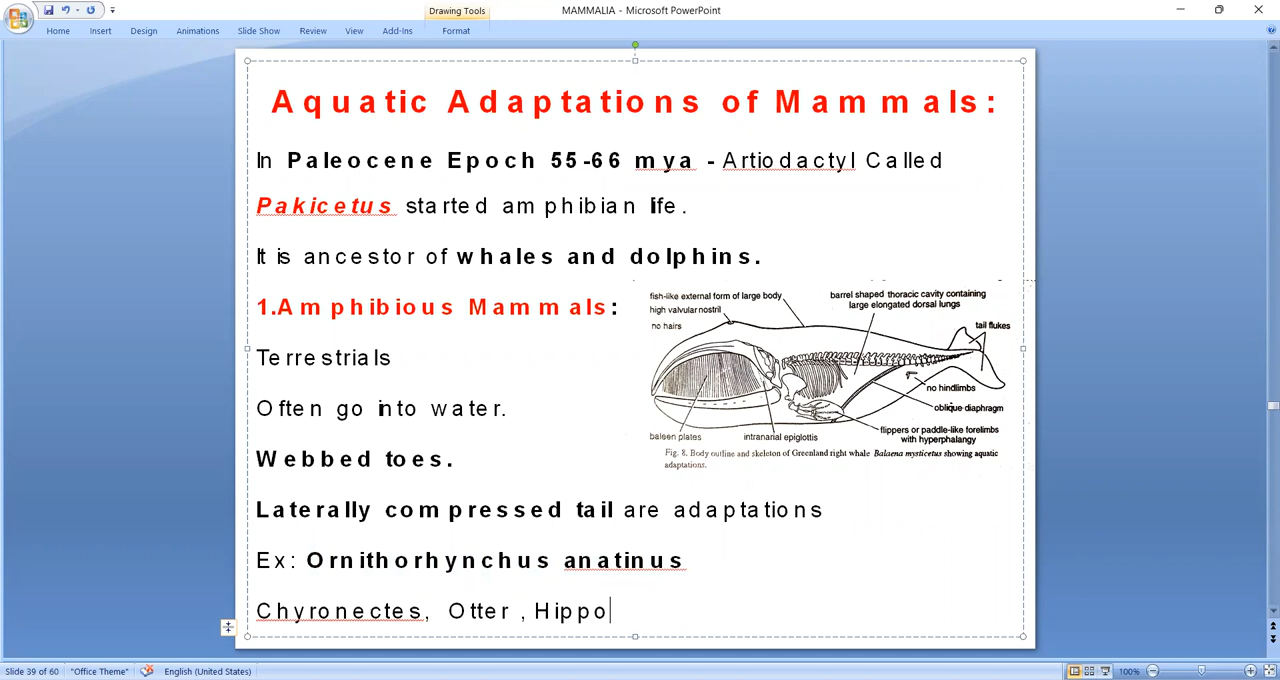 Drawing Tools
MAMMALIA - Microsoft PowerPoint
Home Insert Design Animations Slide Show Review View Add-Ins Format
Aquatic Adaptations of Mammals:
In Paleocene Epoch 55-66 mya - Artiodactyl Called
Pakicetus started amphibian life.
It is ancestor of whales and dolphins.
1.Amphibious Mammals:
Terrestrials
Often go into water.
Webbed toes.
Laterally compressed tail are adaptations
Ex: Ornithorhynchus anatinus
Chyronectes, Otter ,Hippo
fish-like external form of large body
high valvular nostril
no hairs
barrel shaped thoracic cavity containing
large elongated dorsal lungs
tail flukes
no hindlimbs
oblique diaphragm
flippers or paddle-like forelimbs
with hyperphalangy
baleen plates
intranarial epiglottis
Fig. 8. Body outline and skeleton of Greenland right whale Balaena mysticetus showing aquatic
adaptations.
Slide 39 of 60 "Office Theme" English (United States) 100%